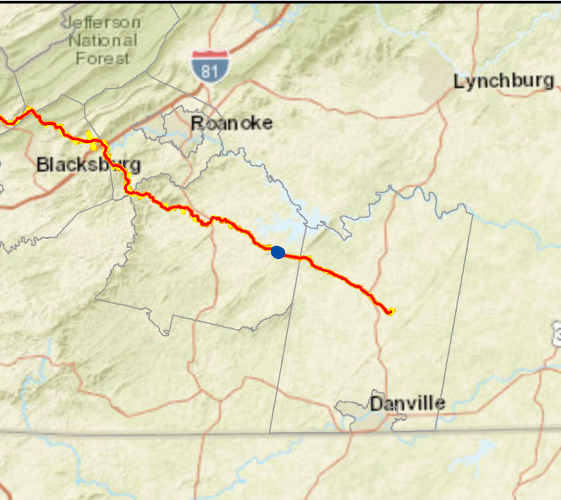 Jefferson
National
Forest
81
Lynchburg
Roanoke
Blacksburg
Danville